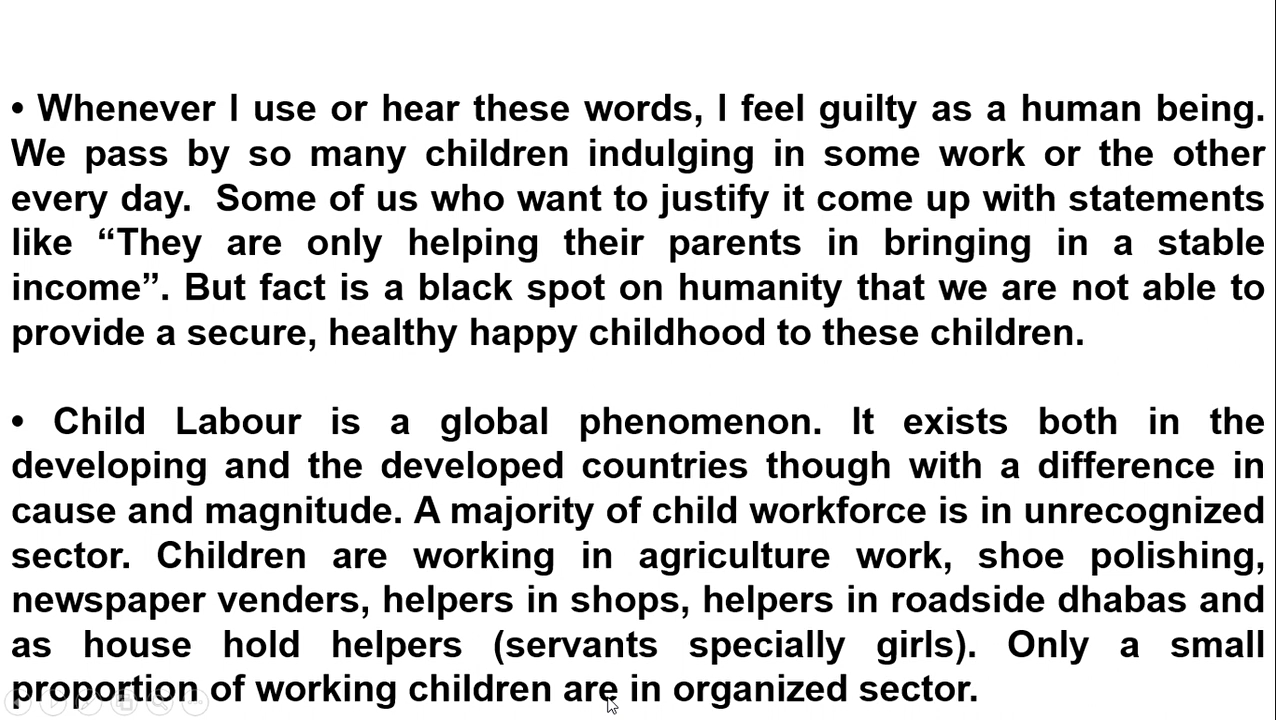 • Whenever I use or hear these words, I feel guilty as a human being.
We pass by so many children indulging in some work or the other
every day.  Some of us who want to justify it come up with statements
like “They are only helping their parents in bringing in a stable
income”. But fact is a black spot on humanity that we are not able to
provide a secure, healthy happy childhood to these children.
• Child Labour is a global phenomenon. It exists both in the
developing and the developed countries though with a difference in
cause and magnitude. A majority of child workforce is in unrecognized
sector. Children are working in agriculture work, shoe polishing,
newspaper venders, helpers in shops, helpers in roadside dhabas and
as house hold helpers (servants specially girls). Only a small
proportion of working children are in organized sector.